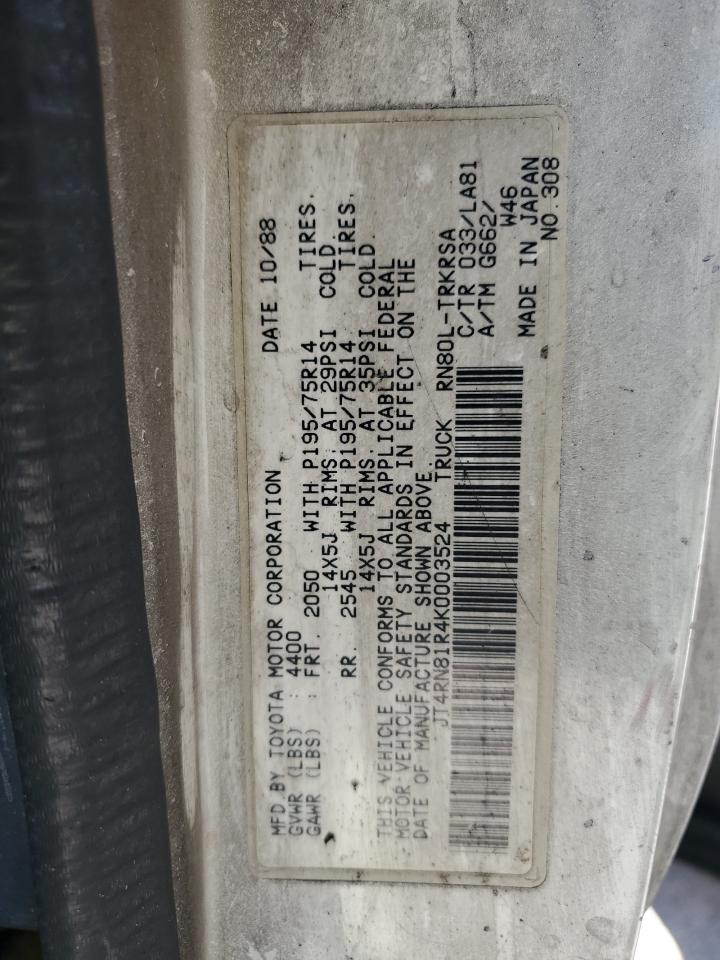 MFD BY TOYOTA MOTOR CORPORATION DATE 10/88
GVWR (LBS) : 4400
GAWR (LBS) : FRT. 2050 WITH P195/75R14 TIRES.
14X5J RIMS, AT 29PSI COLD.
RR. 2545 WITH P195/75R14 TIRES.
14X5J RIMS, AT 35PSI COLD.
THIS VEHICLE CONFORMS TO ALL APPLICABLE FEDERAL
MOTOR VEHICLE SAFETY STANDARDS IN EFFECT ON THE
DATE OF MANUFACTURE SHOWN ABOVE.
JT4RN81R4K0003524 TRUCK RN80L-TRKRSA
C/TR 033/LA81
A/TM G662/
W46
MADE IN JAPAN
NO.308